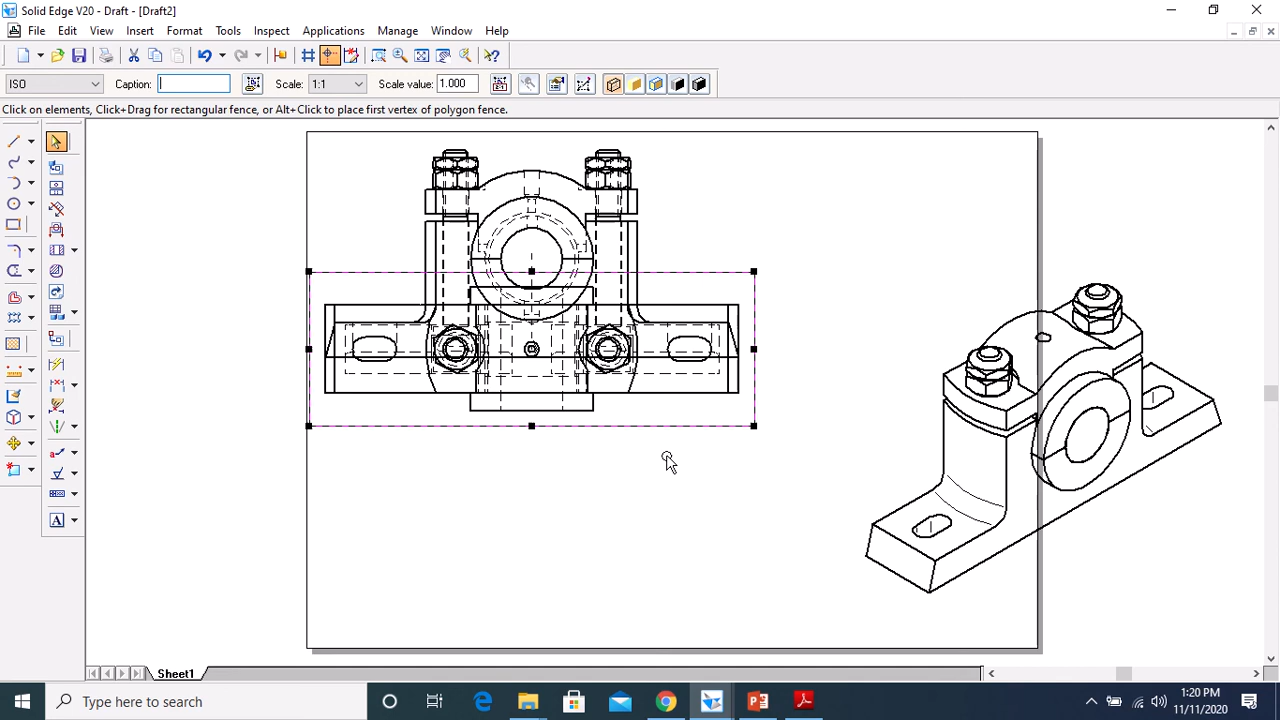 Solid Edge V20 - Draft - [Draft2]
File Edit View Insert Format Tools Inspect Applications Manage Window Help
ISO Caption: Scale: 1:1 Scale value: 1.000
Click on elements, Click+Drag for rectangular fence, or Alt+Click to place first vertex of polygon fence.
A
Sheet1
Type here to search
1:20 PM
11/11/2020